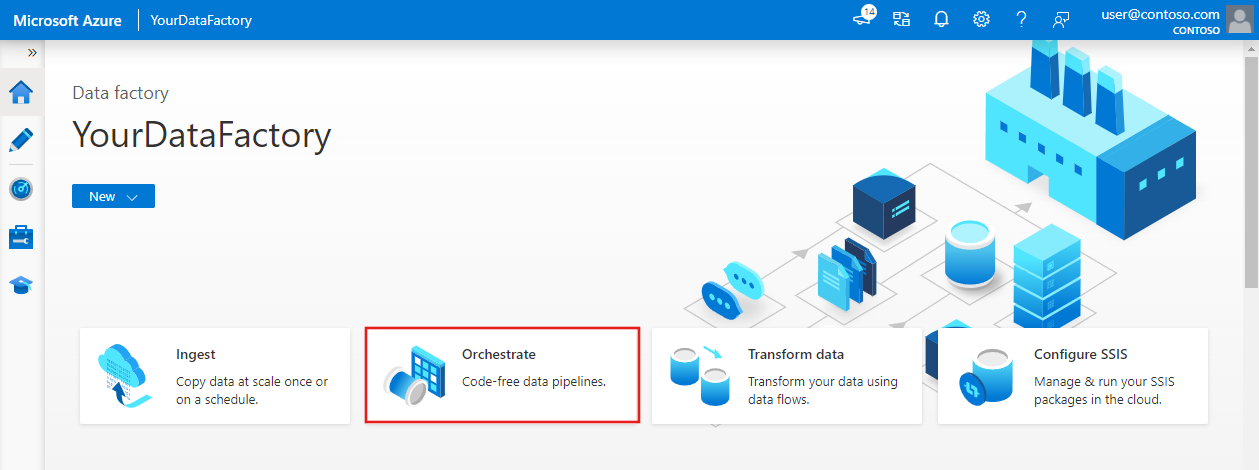 Microsoft Azure
YourDataFactory
14
user@contoso.com
CONTOSO
Data factory
YourDataFactory
New
Ingest
Copy data at scale once or
on a schedule.
Orchestrate
Code-free data pipelines.
Transform data
Transform your data using
data flows.
Configure SSIS
Manage & run your SSIS
packages in the cloud.